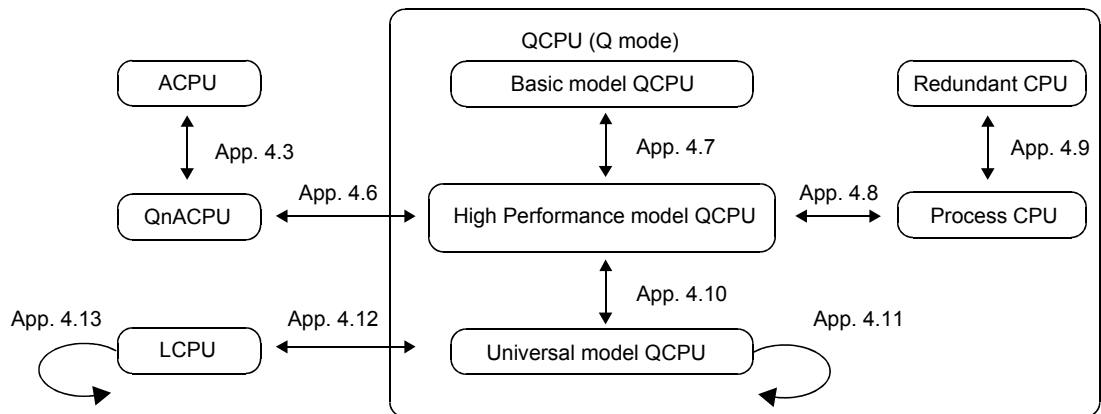 QCPU (Q mode)
ACPU
Basic model QCPU
Redundant CPU
App. 4.3
App. 4.7
App. 4.9
App. 4.6
App. 4.8
QnACPU
High Performance model QCPU
Process CPU
App. 4.10
App. 4.13
App. 4.12
App. 4.11
LCPU
Universal model QCPU